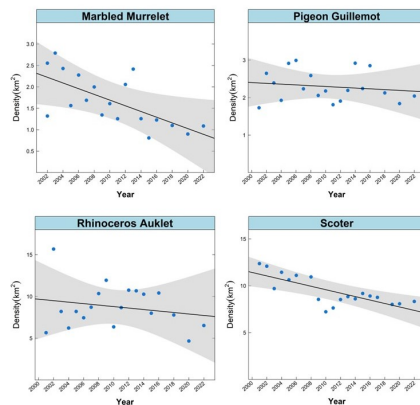 Marbled Murrelet
Density(km²)
3.0
2.5
2.0
1.5
1.0
0.5
2002 2004 2006 2008 2010 2012 2014 2016 2018 2020 2022
Year
Pigeon Guillemot
Density(km²)
3
2
1
2000 2002 2004 2006 2008 2010 2012 2014 2016 2018 2020 2022
Year
Rhinoceros Auklet
Density(km²)
15
10
5
2000 2002 2004 2006 2008 2010 2012 2014 2016 2018 2020 2022
Year
Scoter
Density(km²)
15
10
5
2000 2002 2004 2006 2008 2010 2012 2014 2016 2018 2020 2022
Year